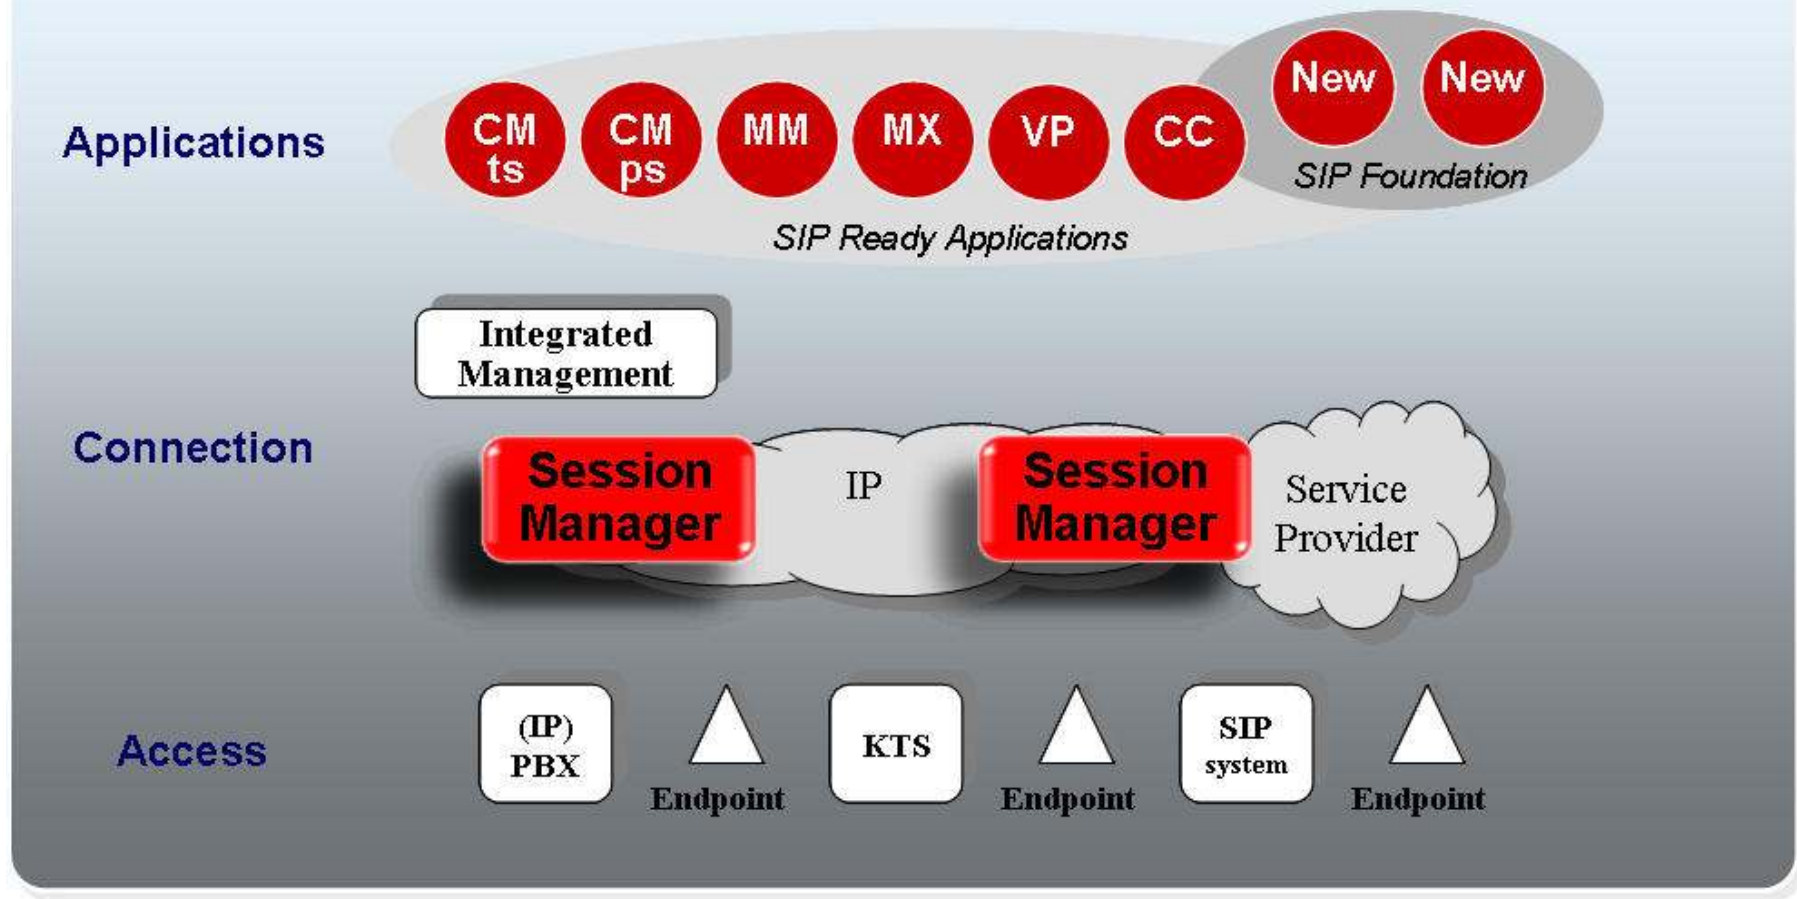 Applications
CM
ts
CM
ps
MM
MX
VP
CC
New
New
SIP Foundation
SIP Ready Applications
Integrated
Management
Connection
Session
Manager
IP
Session
Manager
Service
Provider
Access
(IP)
PBX
Endpoint
KTS
Endpoint
SIP
system
Endpoint